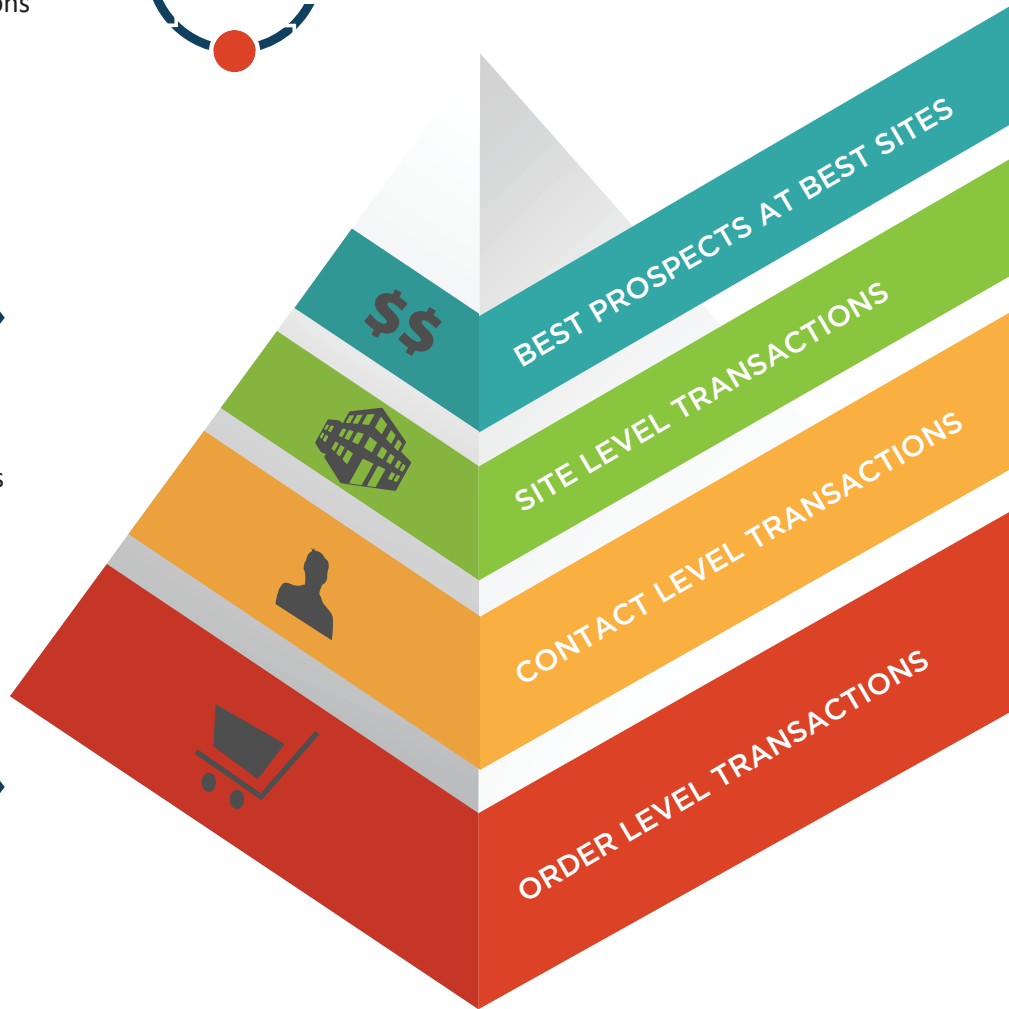 $$
BEST PROSPECTS AT BEST SITES
SITE LEVEL TRANSACTIONS
CONTACT LEVEL TRANSACTIONS
ORDER LEVEL TRANSACTIONS